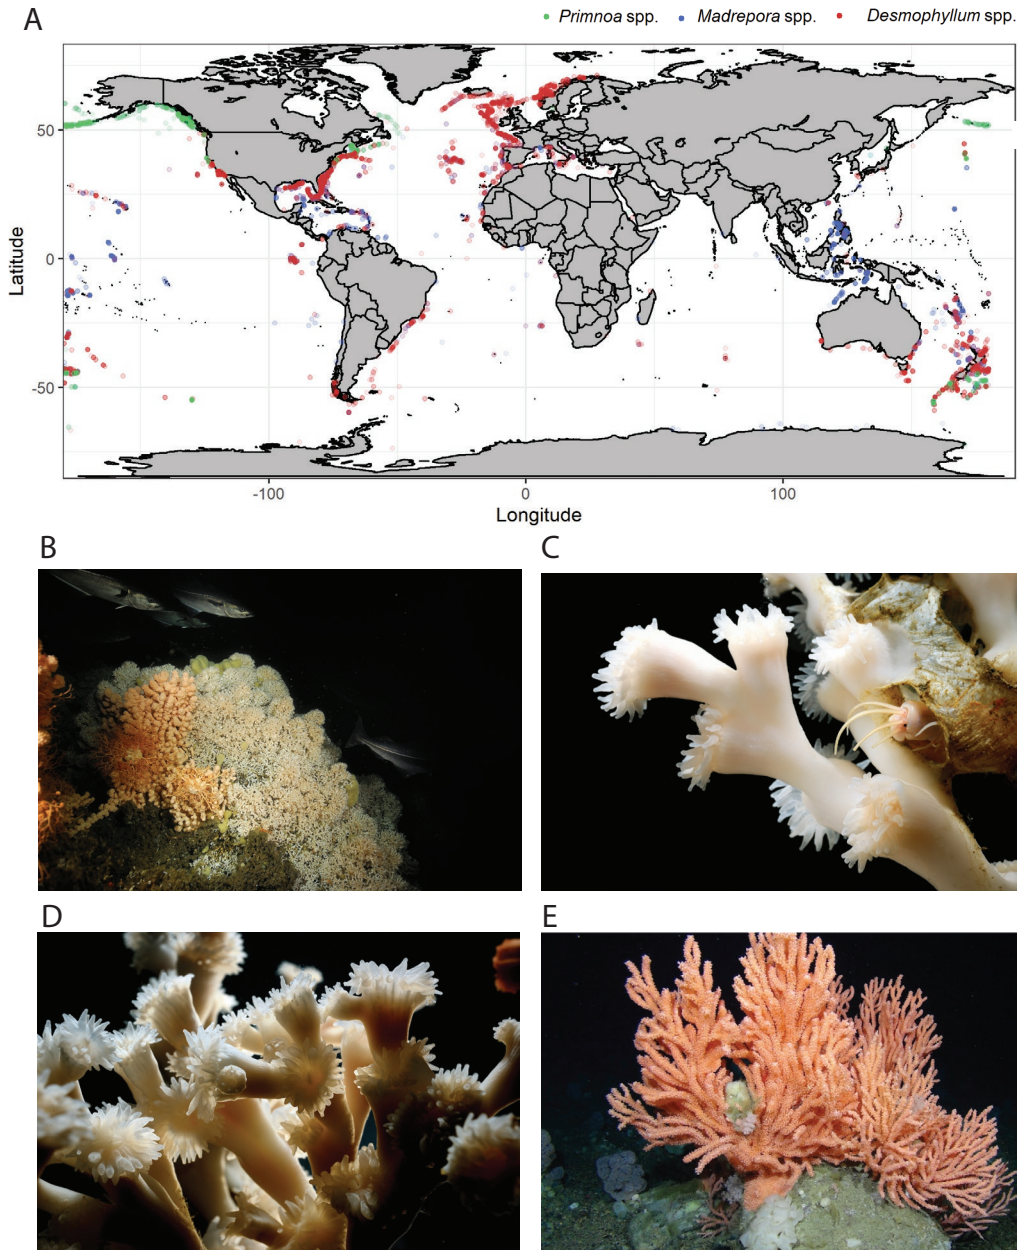 A
Primnoa spp. Madrepora spp. Desmophyllum spp.
50
0
-50
Latitude
-100 0 100
Longitude
B C
D E